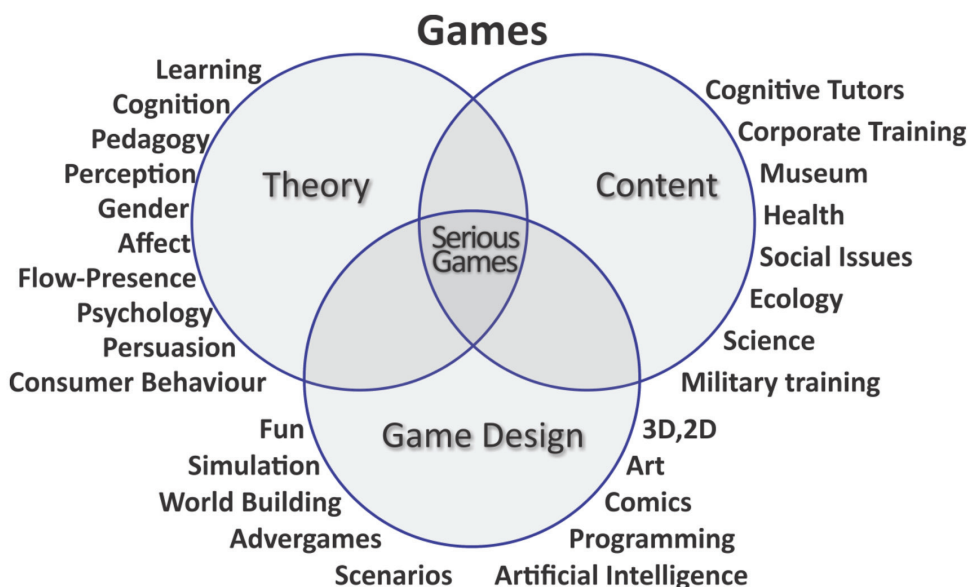 Games
Learning
Cognition
Pedagogy
Perception
Gender
Affect
Flow-Presence
Psychology
Persuasion
Consumer Behaviour
Theory
Content
Serious
Games
Cognitive Tutors
Corporate Training
Museum
Health
Social Issues
Ecology
Science
Military training
Game Design
Fun
Simulation
World Building
Advergames
Scenarios
3D,2D
Art
Comics
Programming
Artificial Intelligence